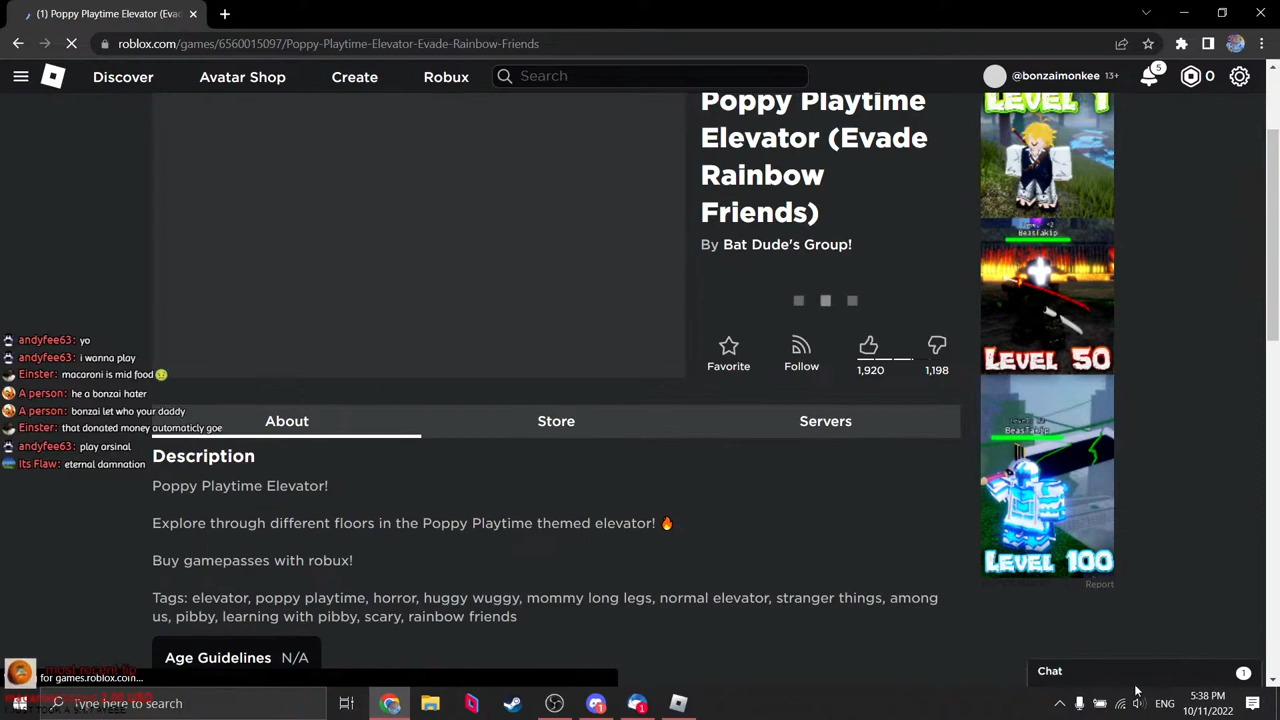 (1) Poppy Playtime Elevator (Evad
roblox.com/games/6560015097/Poppy-Playtime-Elevator-Evade-Rainbow-Friends
Discover
Avatar Shop
Create
Robux
Search
@bonzaimonkee 13+
5
0
Poppy Playtime
Elevator (Evade
Rainbow
Friends)
By Bat Dude's Group!
Favorite
Follow
1,920
1,198
LEVEL 1
BeastAkip
LEVEL 50
BeastAkip
LEVEL 100
Report
andyfee63: yo
andyfee63: i wanna play
Einster: macaroni is mid food🤢
A person: he a bonzai hater
A person: bonzai let who your daddy
Einster: that donated money automaticly goe
andyfee63: play arsinal
Its Flaw: eternal damnation
About
Store
Servers
Description
Poppy Playtime Elevator!
Explore through different floors in the Poppy Playtime themed elevator! 🔥
Buy gamepasses with robux!
Tags: elevator, poppy playtime, horror, huggy wuggy, mommy long legs, normal elevator, stranger things, among
us, pibby, learning with pibby, scary, rainbow friends
Age Guidelines N/A
most recent tip
for games.roblox.com...
Chat
1
Type here to search
ENG
5:38 PM
10/11/2022